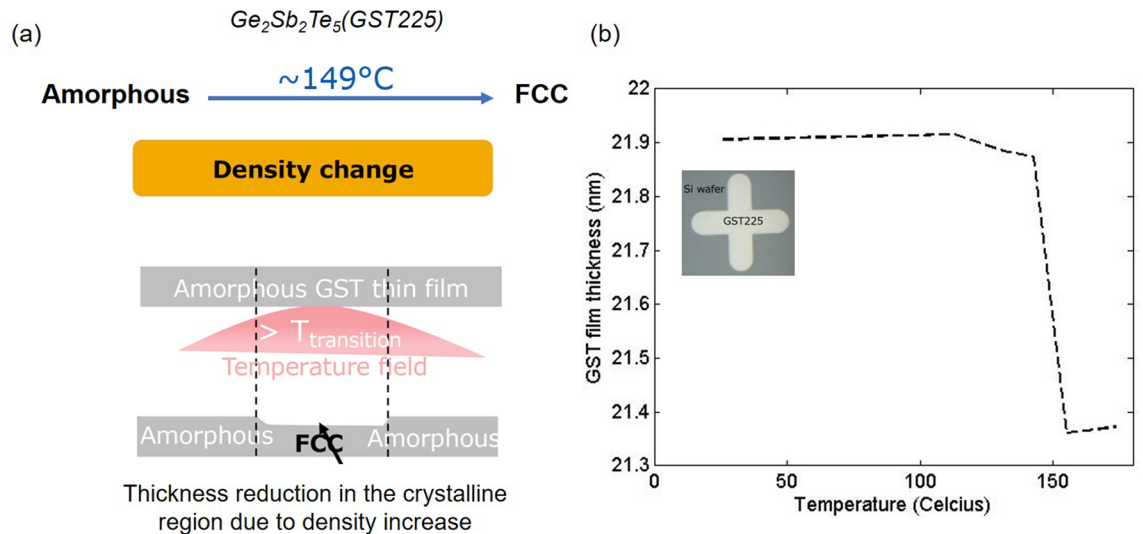 (a)
Ge2Sb2Te5(GST225)
~149°C
Amorphous
FCC
Density change
Amorphous GST thin film
> Ttransition
Temperature field
Amorphous
FCC
Amorphous
Thickness reduction in the crystalline
region due to density increase
(b)
GST film thickness (nm)
22
21.9
21.8
21.7
21.6
21.5
21.4
21.3
Si wafer
GST225
0
50
100
150
Temperature (Celcius)